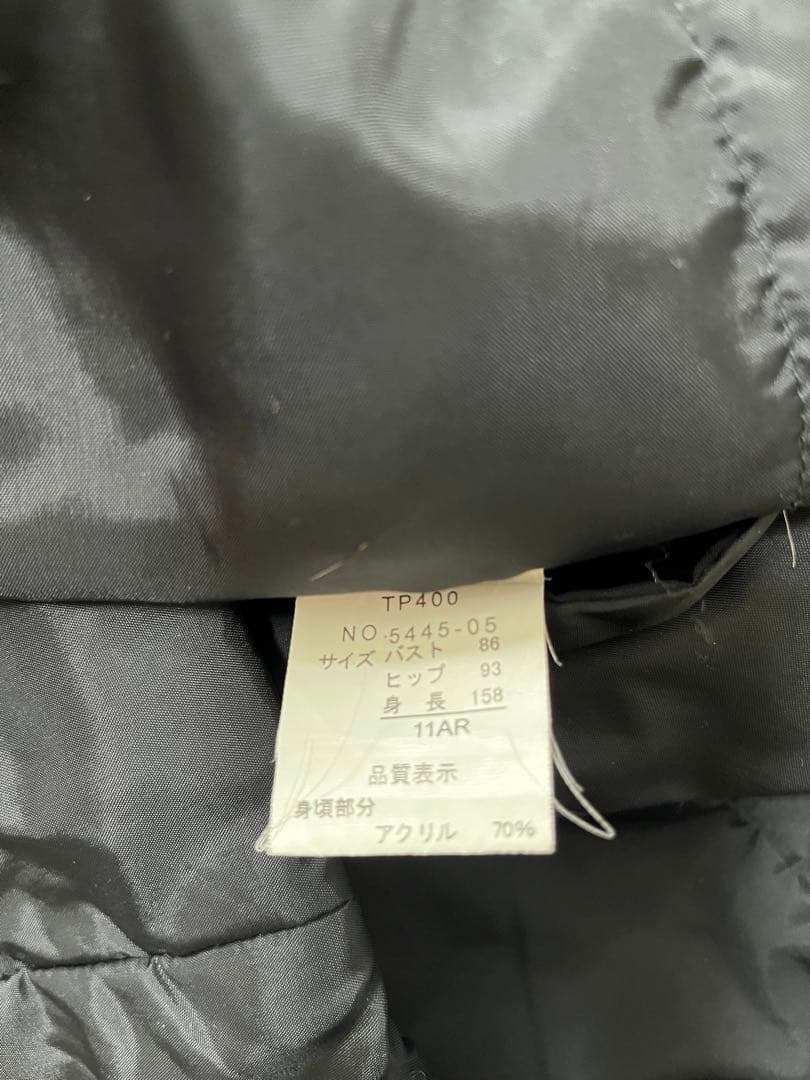 TP400
NO.5445-05
サイズ バスト 86
ヒップ 93
身 長 158
11AR
品質表示
身頃部分
アクリル 70%